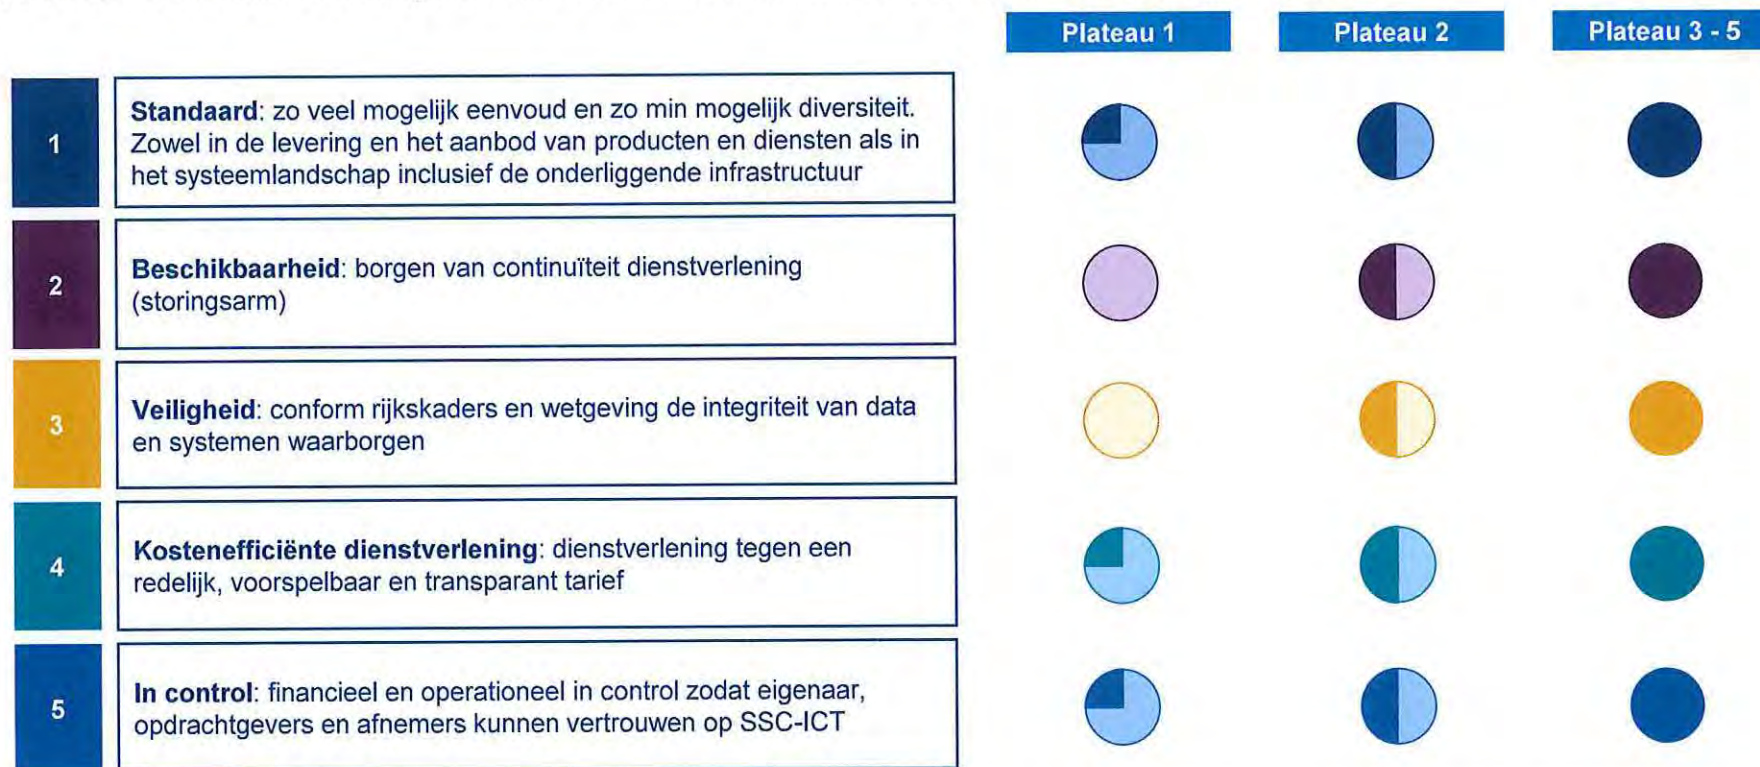 Plateau 1
Plateau 2
Plateau 3 - 5
1
Standaard: zo veel mogelijk eenvoud en zo min mogelijk diversiteit.
Zowel in de levering en het aanbod van producten en diensten als in
het systeemlandschap inclusief de onderliggende infrastructuur
2
Beschikbaarheid: borgen van continuïteit dienstverlening
(storingsarm)
3
Veiligheid: conform rijkskaders en wetgeving de integriteit van data
en systemen waarborgen
4
Kostenefficiënte dienstverlening: dienstverlening tegen een
redelijk, voorspelbaar en transparant tarief
5
In control: financieel en operationeel in control zodat eigenaar,
opdrachtgevers en afnemers kunnen vertrouwen op SSC-ICT